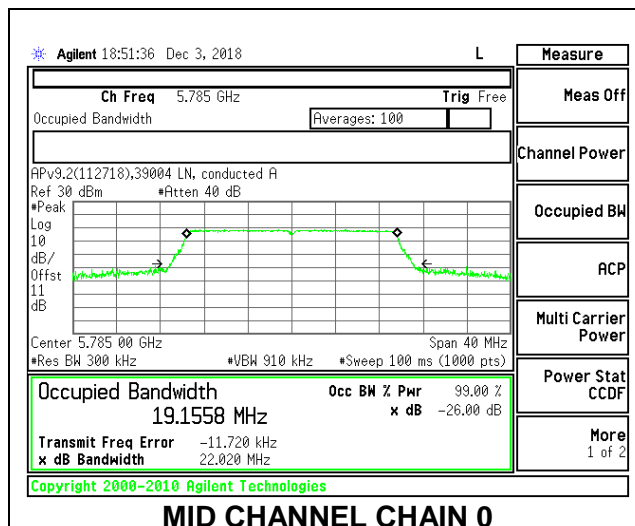 Agilent 18:51:36 Dec 3, 2018 L
Measure
Ch Freq 5.785 GHz Trig Free
Meas Off
Occupied Bandwidth Averages: 100
Channel Power
APv9.2(112718),39004 LN, conducted A
Ref 30 dBm #Atten 40 dB
Occupied BW
#Peak
Log
10
dB/
Offst
11
dB
ACP
Multi Carrier
Power
Center 5.785 00 GHz Span 40 MHz
#Res BW 300 kHz #VBW 910 kHz #Sweep 100 ms (1000 pts)
Power Stat
CCDF
Occupied Bandwidth Occ BW % Pwr 99.00 %
19.1558 MHz x dB -26.00 dB
Transmit Freq Error -11.720 kHz
x dB Bandwidth 22.020 MHz
More
1 of 2
Copyright 2000-2010 Agilent Technologies
MID CHANNEL CHAIN 0